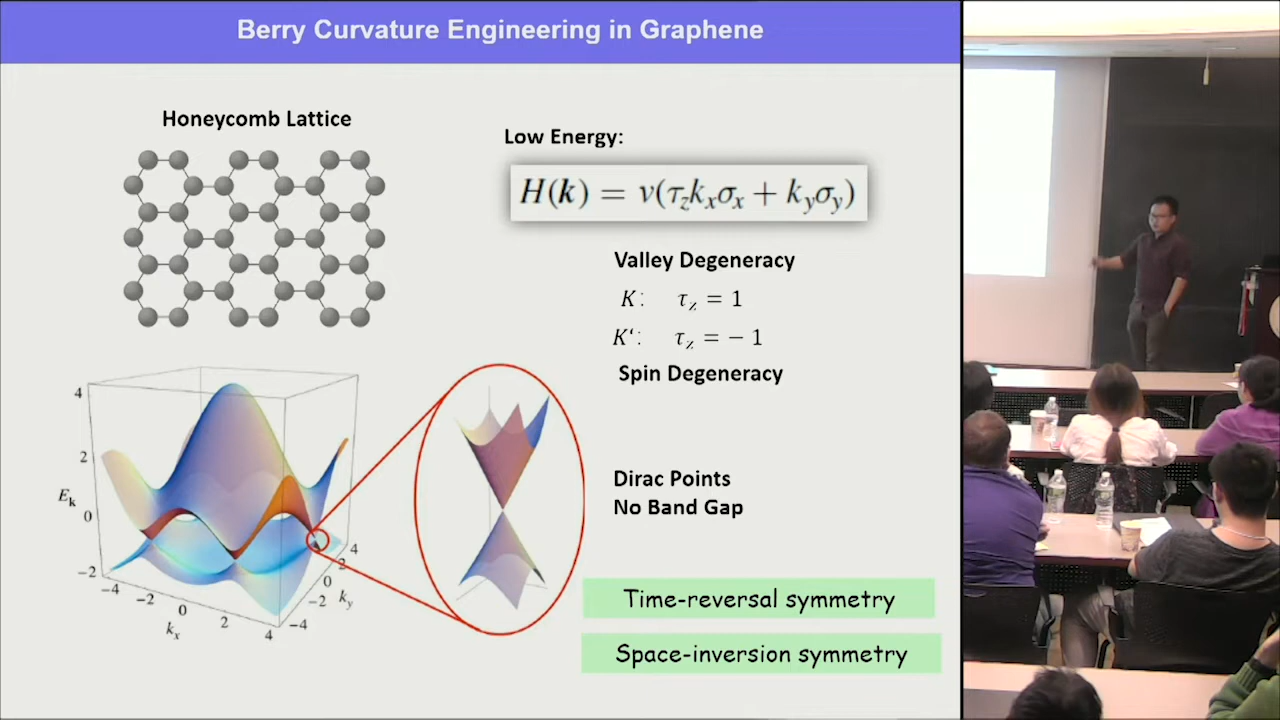 Berry Curvature Engineering in Graphene
Honeycomb Lattice
Low Energy:
H(k) = v(τzkxσx + kyσy)
Valley Degeneracy
K: τz = 1
K‘: τz = − 1
Spin Degeneracy
4
2
0
−2
Ek
−4
−2
0
2
4
kx
−4
−2
0
2
4
ky
Dirac Points
No Band Gap
Time-reversal symmetry
Space-inversion symmetry